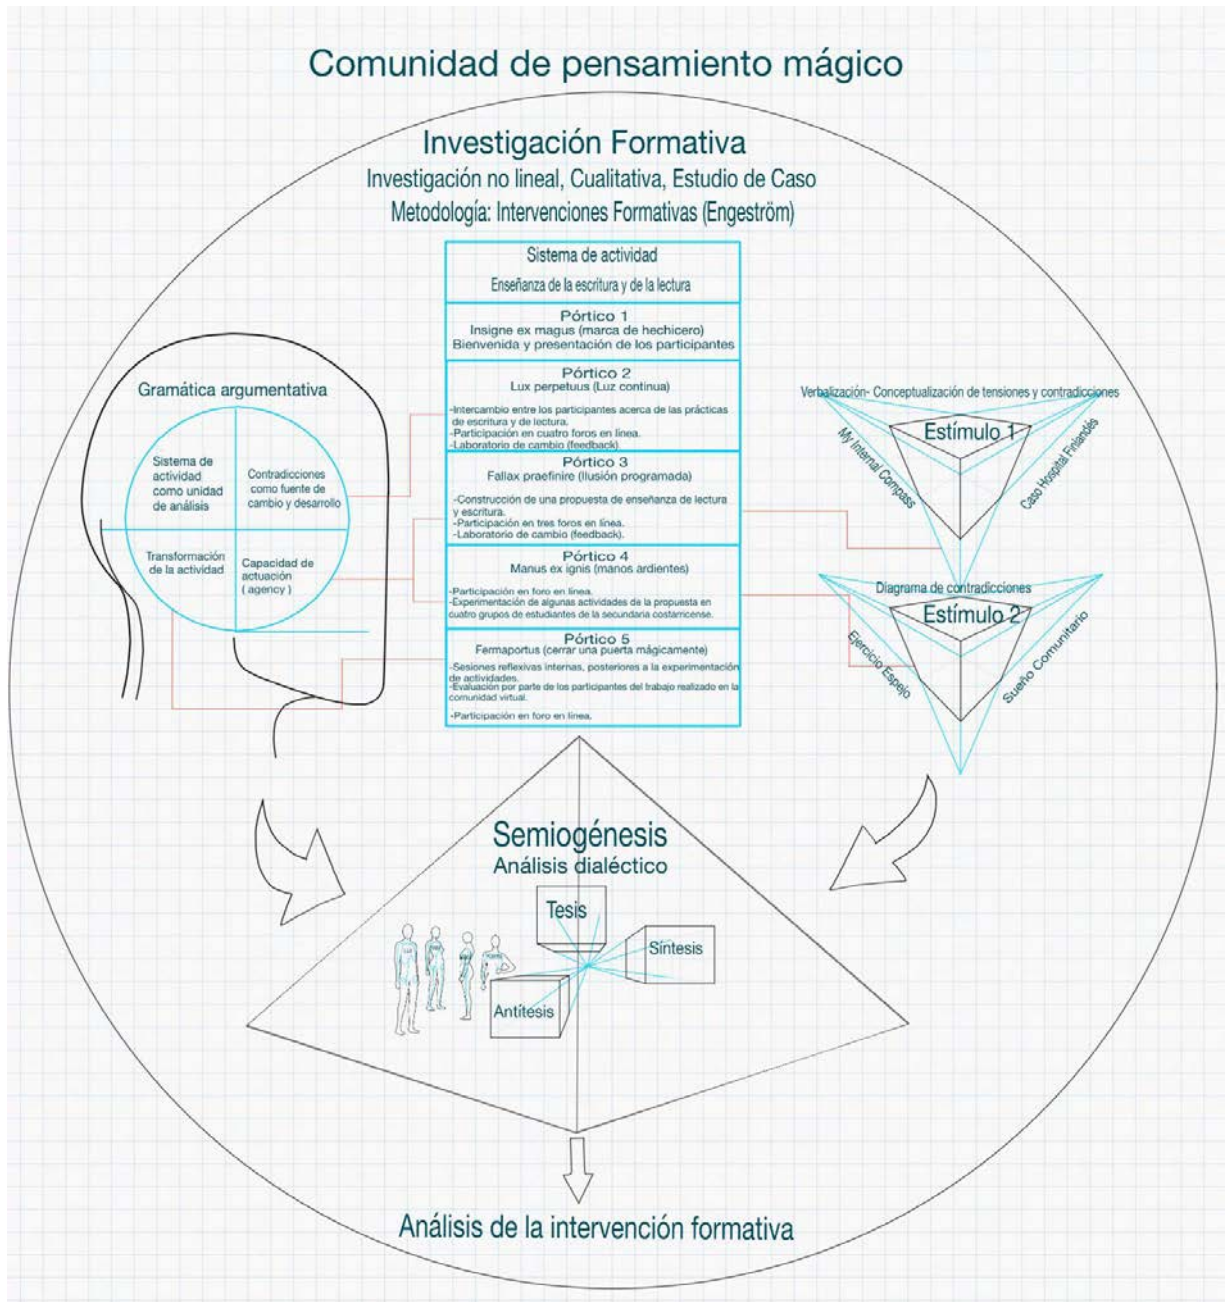 Comunidad de pensamiento mágico
Investigación Formativa
Investigación no lineal, Cualitativa, Estudio de Caso
Metodología: Intervenciones Formativas (Engeström)
Sistema de actividad
Enseñanza de la escritura y de la lectura
Pórtico 1
Insigne ex magus (marca de hechicero)
Bienvenida y presentación de los participantes
Pórtico 2
Lux perpetuus (Luz continua)
-Intercambio entre los participantes acerca de las prácticas
de escritura y de lectura.
-Participación en cuatro foros en línea.
-Laboratorio de cambio (feedback).
Pórtico 3
Fallax praefinire (Ilusión programada)
-Construcción de una propuesta de enseñanza de lectura
y escritura.
-Participación en tres foros en línea.
-Laboratorio de cambio (feedback).
Pórtico 4
Manus ex ignis (manos ardientes)
-Participación en foro en línea.
-Experimentación de algunas actividades de la propuesta en
cuatro grupos de estudiantes de la secundaria costarricense.
Pórtico 5
Fermaportus (cerrar una puerta mágicamente)
-Sesiones reflexivas internas, posteriores a la experimentación
de actividades.
-Evaluación por parte de los participantes del trabajo realizado en la
comunidad virtual.
-Participación en foro en línea.
Gramática argumentativa
Sistema de
actividad
como unidad
de análisis
Contradicciones
como fuente de
cambio y desarrollo
Transformación
de la actividad
Capacidad de
actuación
( agency )
Verbalización- Conceptualización de tensiones y contradicciones
Estímulo 1
My Internal Compass
Caso Hospital Finlandés
Diagrama de contradicciones
Estímulo 2
Ejercicio Espejo
Sueño Comunitario
Semiogénesis
Análisis dialéctico
Tesis
Síntesis
Antítesis
Análisis de la intervención formativa